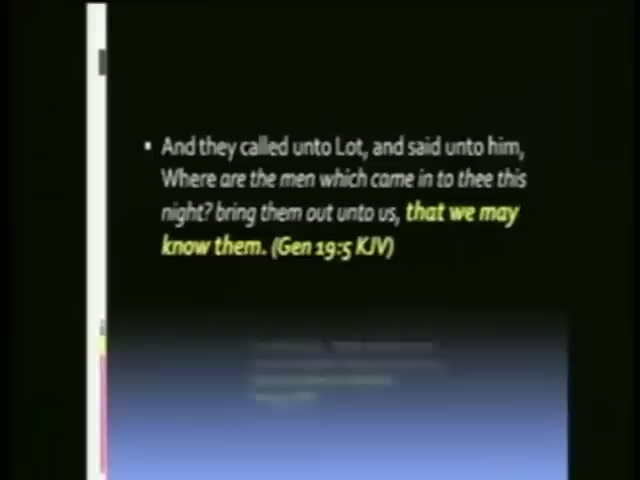 • And they called unto Lot, and said unto him,
Where are the men which came in to thee this
night? bring them out unto us, that we may
know them. (Gen 19:5 KJV)